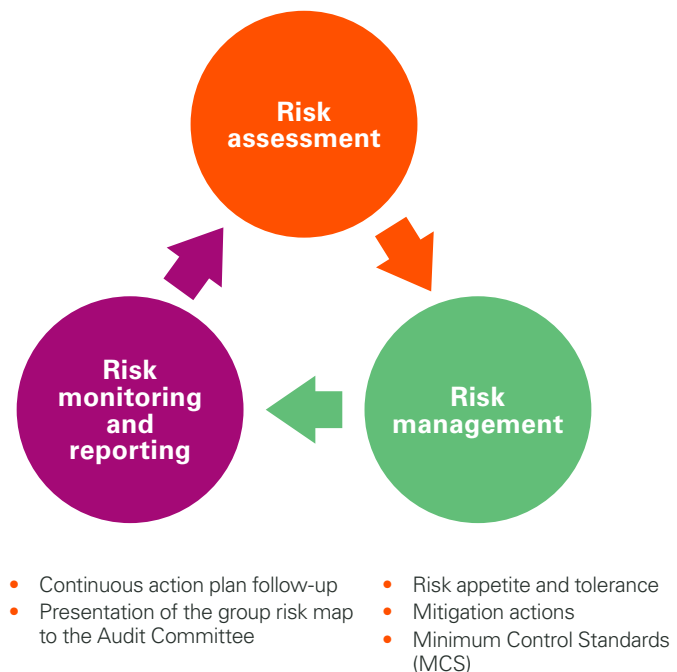 Risk
assessment
Risk
monitoring
and
reporting
Risk
management
• Continuous action plan follow-up
• Presentation of the group risk map
to the Audit Committee
• Risk appetite and tolerance
• Mitigation actions
• Minimum Control Standards
(MCS)